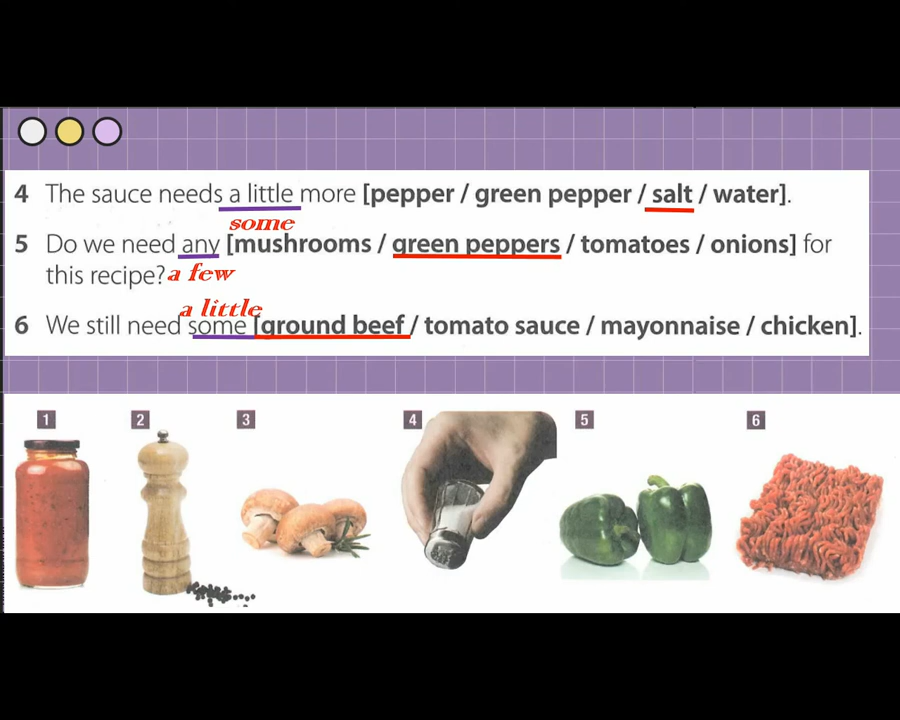 4 The sauce needs a little more [pepper / green pepper / salt / water].
some
5 Do we need any [mushrooms / green peppers / tomatoes / onions] for
this recipe? a few
a little
6 We still need some [ground beef / tomato sauce / mayonnaise / chicken].
1 2 3 4 5 6